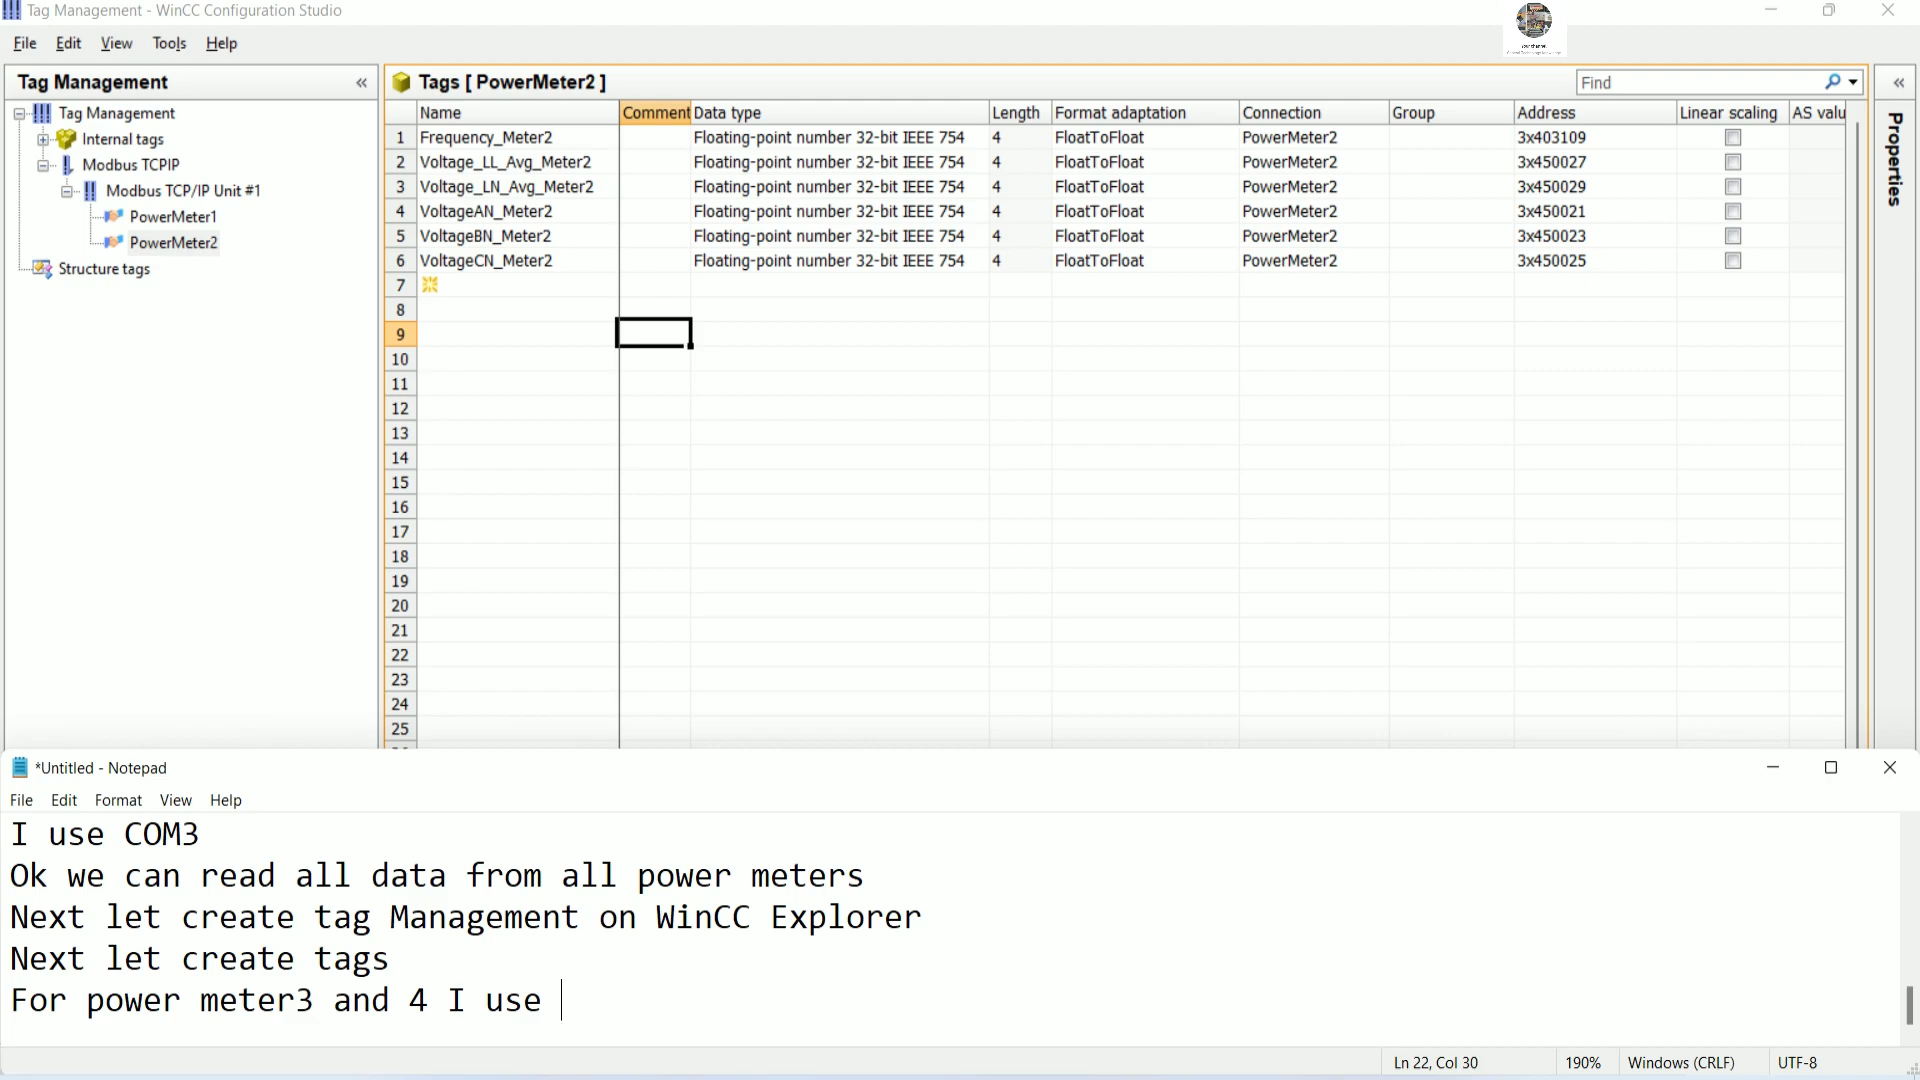 Tag Management - WinCC Configuration Studio
File Edit View Tools Help
Your channel
Tag Management «
Tags [ PowerMeter2 ]
Find
«
Tag Management
Internal tags
Modbus TCPIP
Modbus TCP/IP Unit #1
PowerMeter1
PowerMeter2
Structure tags
Name Comment Data type Length Format adaptation Connection Group Address Linear scaling AS valu
1 Frequency_Meter2 Floating-point number 32-bit IEEE 754 4 FloatToFloat PowerMeter2 3x403109
2 Voltage_LL_Avg_Meter2 Floating-point number 32-bit IEEE 754 4 FloatToFloat PowerMeter2 3x450027
3 Voltage_LN_Avg_Meter2 Floating-point number 32-bit IEEE 754 4 FloatToFloat PowerMeter2 3x450029
4 VoltageAN_Meter2 Floating-point number 32-bit IEEE 754 4 FloatToFloat PowerMeter2 3x450021
5 VoltageBN_Meter2 Floating-point number 32-bit IEEE 754 4 FloatToFloat PowerMeter2 3x450023
6 VoltageCN_Meter2 Floating-point number 32-bit IEEE 754 4 FloatToFloat PowerMeter2 3x450025
7
8
9
10
11
12
13
14
15
16
17
18
19
20
21
22
23
24
25
Properties
*Untitled - Notepad
File Edit Format View Help
I use COM3
Ok we can read all data from all power meters
Next let create tag Management on WinCC Explorer
Next let create tags
For power meter3 and 4 I use
Ln 22, Col 30 190% Windows (CRLF) UTF-8